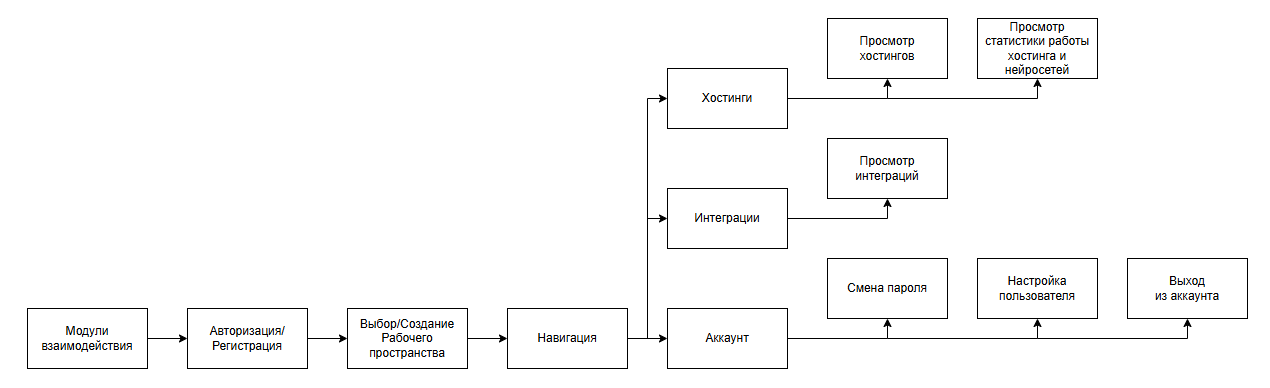 Просмотр
хостингов
Просмотр
статистики работы
хостинга и
нейросетей
Хостинги
Просмотр
интеграций
Интеграции
Смена пароля
Настройка
пользователя
Выход
из аккаунта
Модули
взаимодействия
Авторизация/
Регистрация
Выбор/Создание
Рабочего
пространства
Навигация
Аккаунт